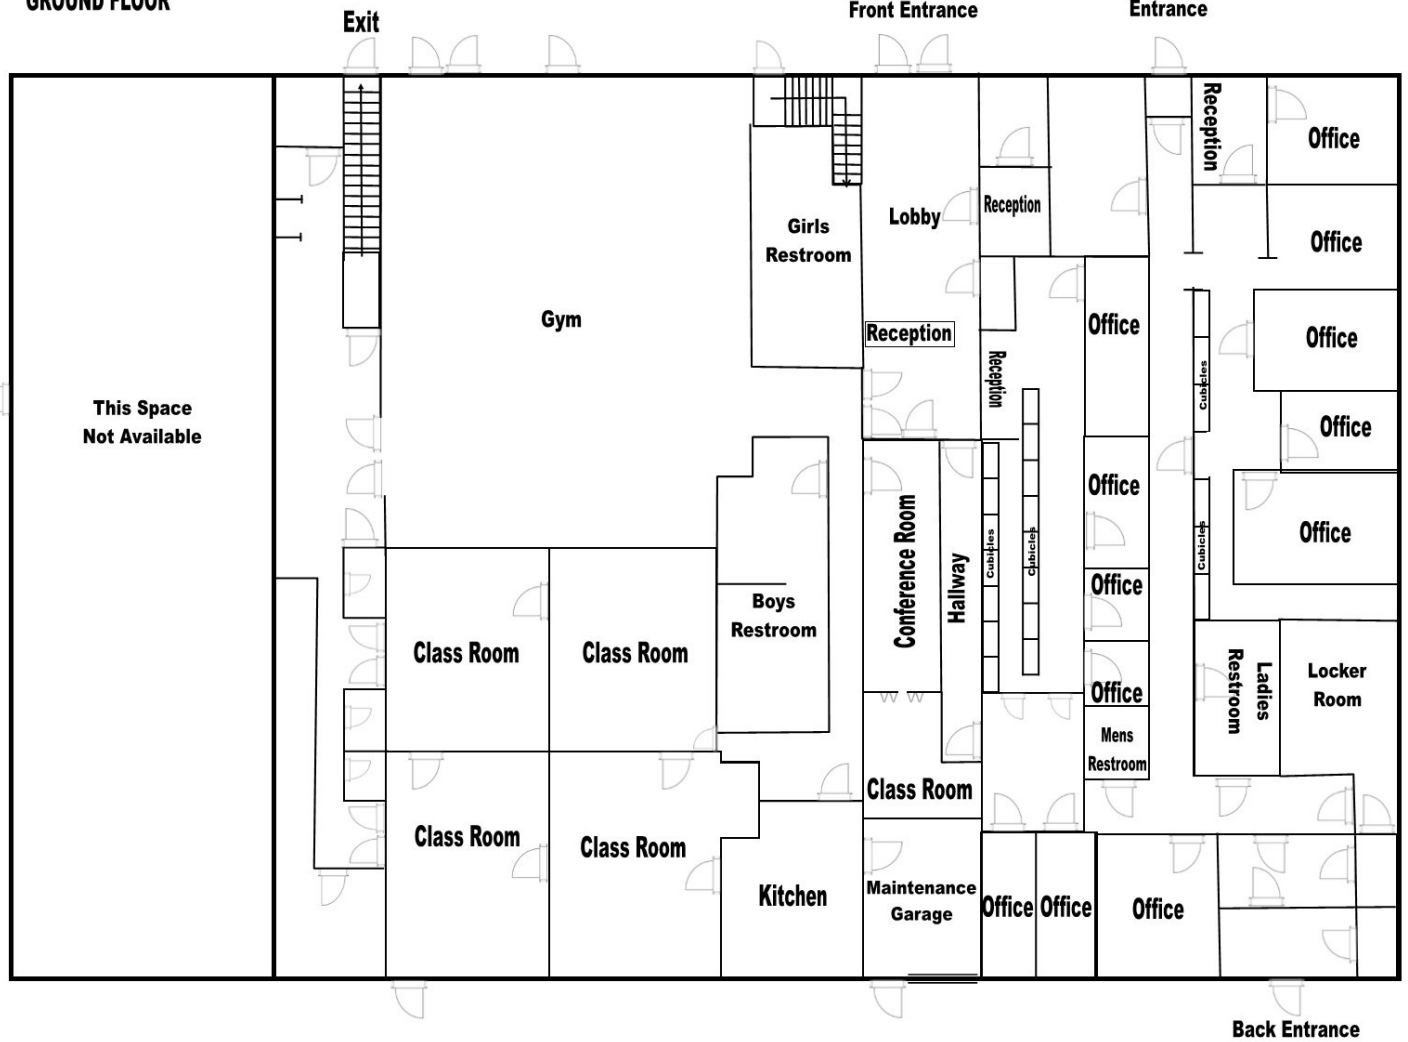 GROUND FLOOR
Exit
Front Entrance
Entrance
Reception
Office
Lobby
Reception
Girls
Restroom
Office
Gym
Reception
Office
Office
Reception
Cubicles
This Space
Not Available
Office
Office
Conference Room
Hallway
Cubicles
Cubicles
Cubicles
Office
Office
Boys
Restroom
Class Room
Class Room
Office
Ladies
Restroom
Locker
Room
Mens
Restroom
Class Room
Class Room
Class Room
Kitchen
Maintenance
Garage
Office
Office
Office
Back Entrance